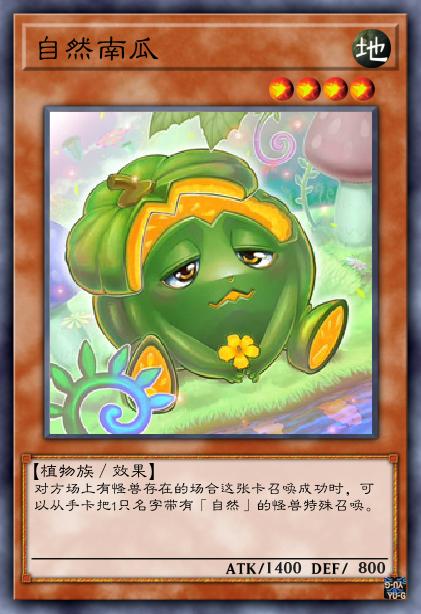 自然南瓜
地
【植物族/效果】
对方场上有怪兽存在的场合这张卡召唤成功时，可
以从手卡把1只名字带有「自然」的怪兽特殊召唤。
ATK/1400 DEF/ 800